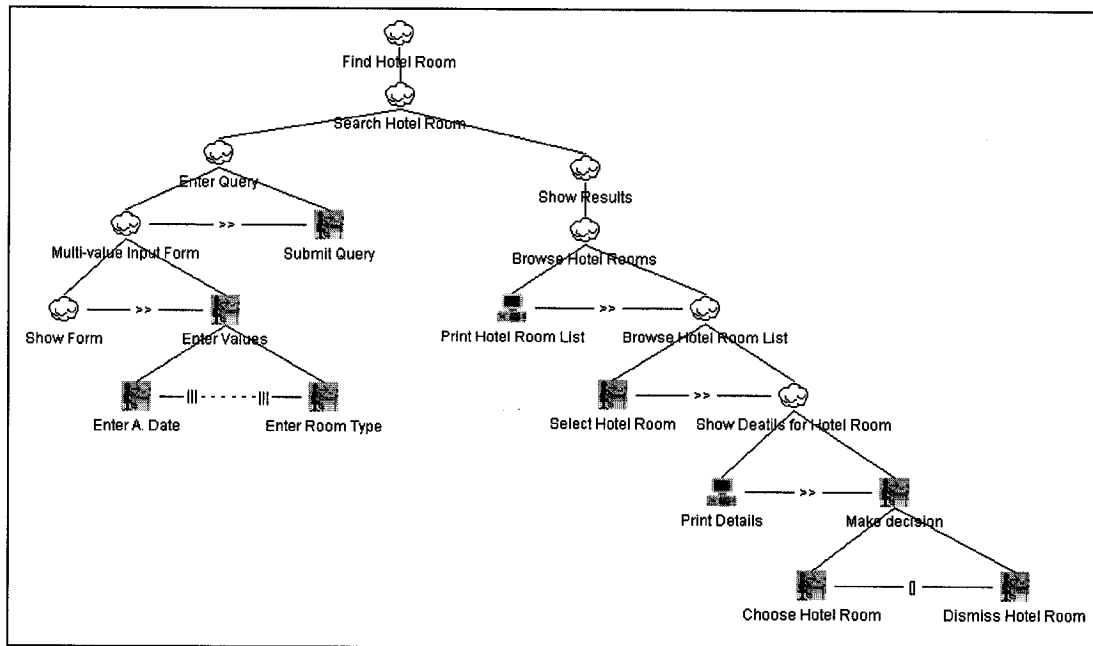 Find Hotel Room
Search Hotel Room
Enter Query
Show Results
Multi-value Input Form
>>
Submit Query
Browse Hotel Rooms
Show Form
>>
Enter Values
Print Hotel Room List
>>
Browse Hotel Room List
Enter A. Date
|||
|||
Enter Room Type
Select Hotel Room
>>
Show Deatils for Hotel Room
Print Details
>>
Make decision
Choose Hotel Room
[]
Dismiss Hotel Room